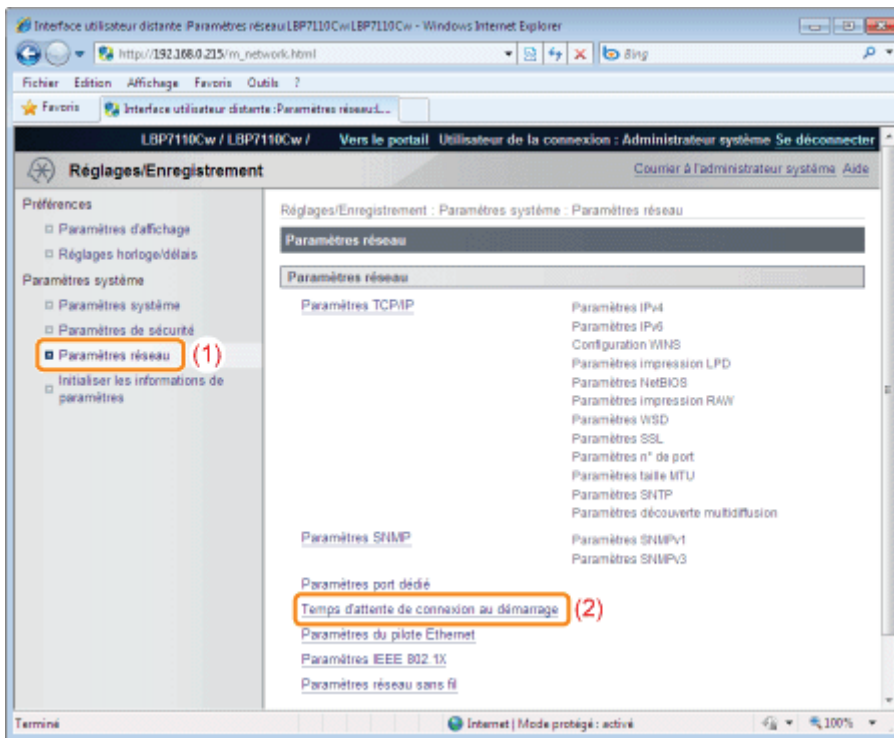 Interface utilisateur distante :Paramètres réseau:LBP7110Cw:LBP7110Cw - Windows Internet Explorer
http://192.168.0.215/m_network.html
Bing
Fichier Edition Affichage Favoris Outils ?
Favoris
Interface utilisateur distante :Paramètres réseau:L...
LBP7110Cw / LBP7110Cw / Vers le portail Utilisateur de la connexion : Administrateur système Se déconnecter
Réglages/Enregistrement
Courrier à l'administrateur système Aide
Préférences
Paramètres d'affichage
Réglages horloge/délais
Paramètres système
Paramètres système
Paramètres de sécurité
Paramètres réseau (1)
Initialiser les informations de
paramètres
Réglages/Enregistrement : Paramètres système : Paramètres réseau
Paramètres réseau
Paramètres réseau
Paramètres TCP/IP
Paramètres IPv4
Paramètres IPv6
Configuration WINS
Paramètres impression LPD
Paramètres NetBIOS
Paramètres impression RAW
Paramètres WSD
Paramètres SSL
Paramètres n° de port
Paramètres taille MTU
Paramètres SNTP
Paramètres découverte multidiffusion
Paramètres SNMP
Paramètres SNMPv1
Paramètres SNMPv3
Paramètres port dédié
Temps d'attente de connexion au démarrage (2)
Paramètres du pilote Ethernet
Paramètres IEEE 802.1X
Paramètres réseau sans fil
Terminé
Internet | Mode protégé : activé
100%